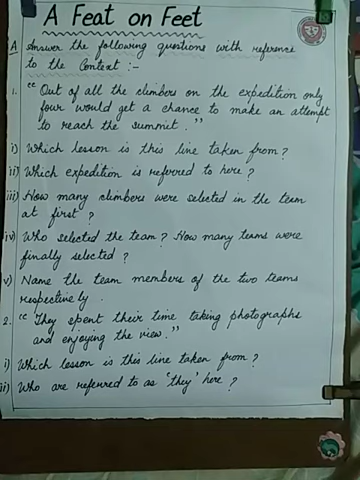 A Feat on Feet
A Answer the following questions with reference
to the Context :-
1. "Out of all the climbers on the expedition only
four would get a chance to make an attempt
to reach the summit."
i) Which lesson is this line taken from?
ii) Which expedition is referred to here?
iii) How many climbers were selected in the team
at first?
iv) Who selected the team? How many teams were
finally selected?
v) Name the team members of the two teams
respectively.
2. "They spent their time taking photographs
and enjoying the view."
i) Which lesson is this line taken from?
ii) Who are referred to as 'they' here?